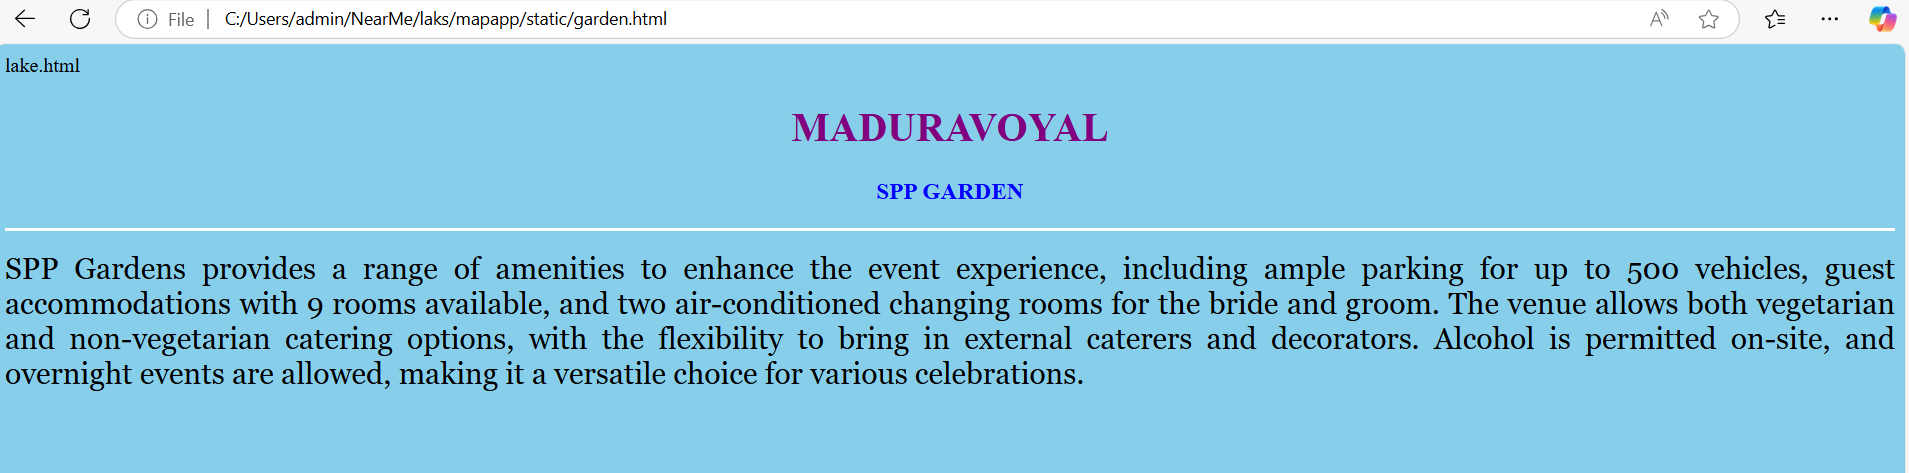 File
C:/Users/admin/NearMe/laks/mapapp/static/garden.html
lake.html
MADURAVOYAL
SPP GARDEN
SPP Gardens provides a range of amenities to enhance the event experience, including ample parking for up to 500 vehicles, guest
accommodations with 9 rooms available, and two air-conditioned changing rooms for the bride and groom. The venue allows both vegetarian
and non-vegetarian catering options, with the flexibility to bring in external caterers and decorators. Alcohol is permitted on-site, and
overnight events are allowed, making it a versatile choice for various celebrations.